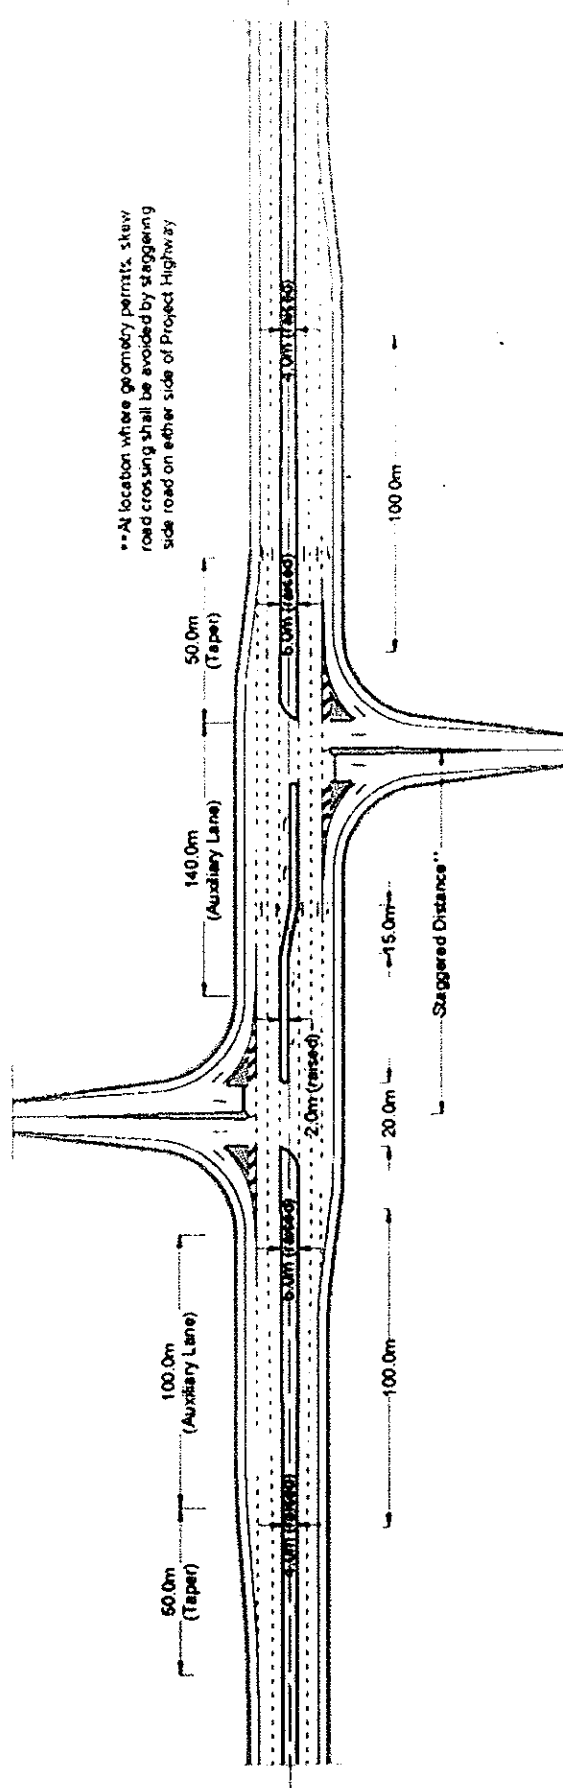 **At location where geometry permits, skew
road crossing shall be avoided by staggering
side road on either side of Project Highway
50.0m
(Taper)
100.0m
(Auxiliary Lane)
140.0m
(Auxiliary Lane)
50.0m
(Taper)
4.0m (raised)
5.0m (raised)
2.0m (raised)
5.0m (raised)
4.0m (raised)
100.0m
20.0m
15.0m
100.0m
Staggered Distance**